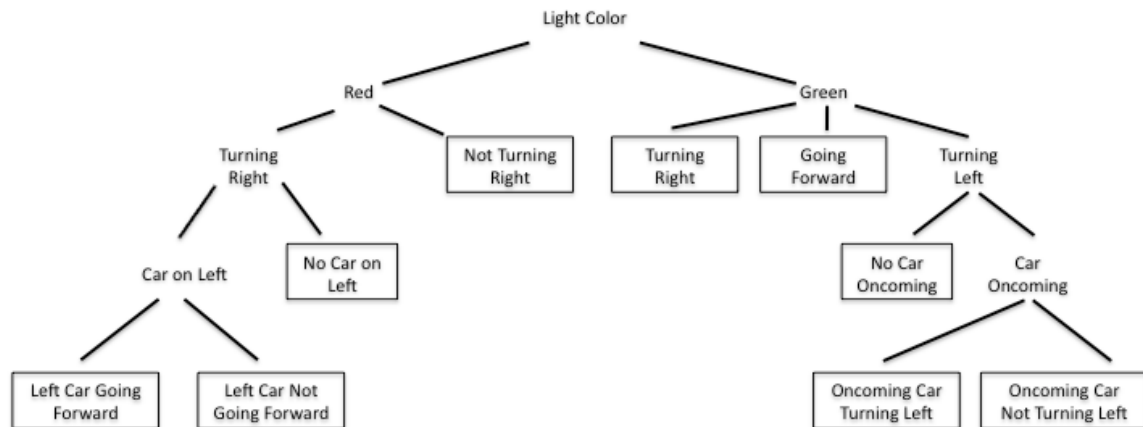 Light Color
Red
Green
Turning
Right
Not Turning
Right
Turning
Right
Going
Forward
Turning
Left
Car on Left
No Car on
Left
No Car
Oncoming
Car
Oncoming
Left Car Going
Forward
Left Car Not
Going Forward
Oncoming Car
Turning Left
Oncoming Car
Not Turning Left